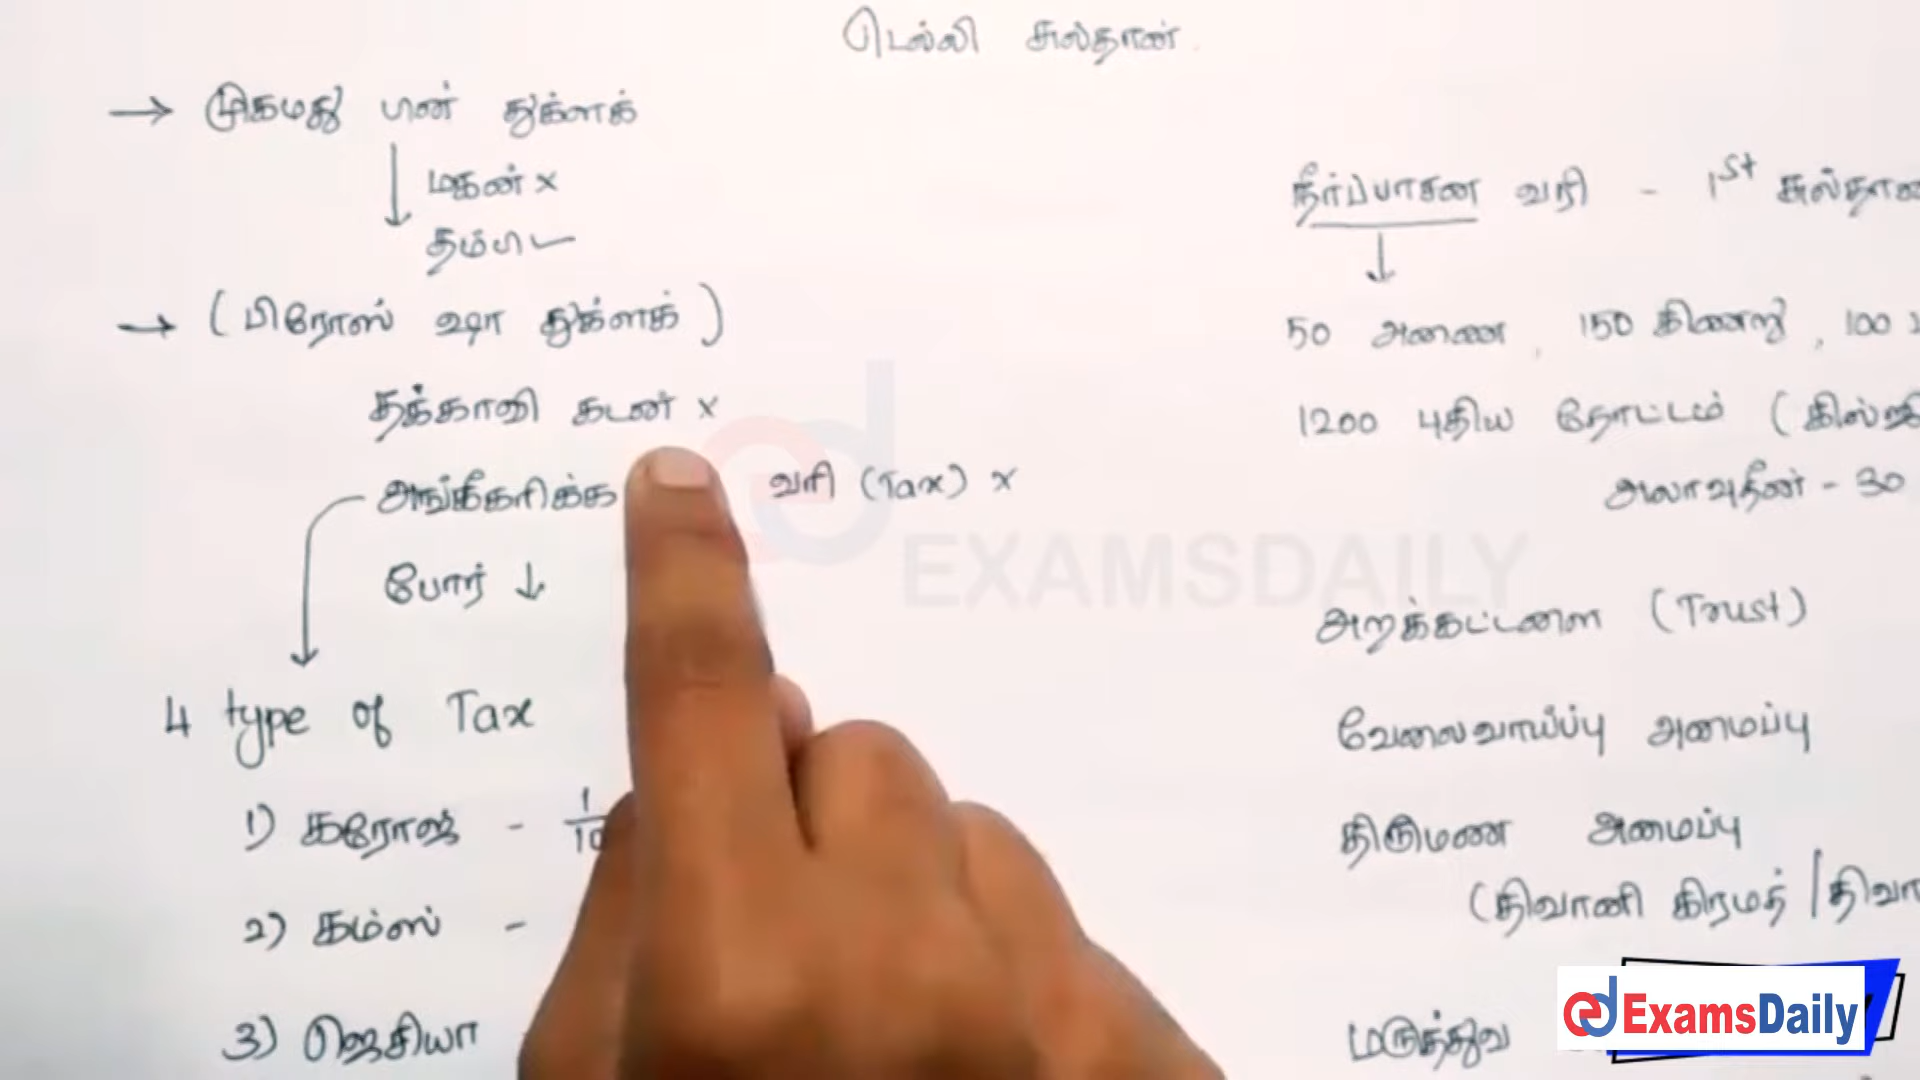 டெல்லி சுல்தான்
→ முகமது பின் துக்ளக்
மகன் x
தம்பி
→ (பிரோஸ் ஷா துக்ளக்)
தக்காவி கடன் x
அங்கீகரிக்க வரி (Tax) x
போர் ↓
4 type of Tax
1) கரோஜ் - 1/10
2) கம்ஸ் -
3) ஜெசியா
நீர்ப்பாசன வரி - 1st சுல்தான்
50 அணை, 150 கிணறு, 100
1200 புதிய தோட்டம் (கில்ஜி
அலாவுதீன் - 30
அறக்கட்டளை (Trust)
வேலைவாய்ப்பு அமைப்பு
திருமண அமைப்பு
(திவானி கிரமத் / திவா
மருத்துவ
EXAMSDAILY
ExamsDaily